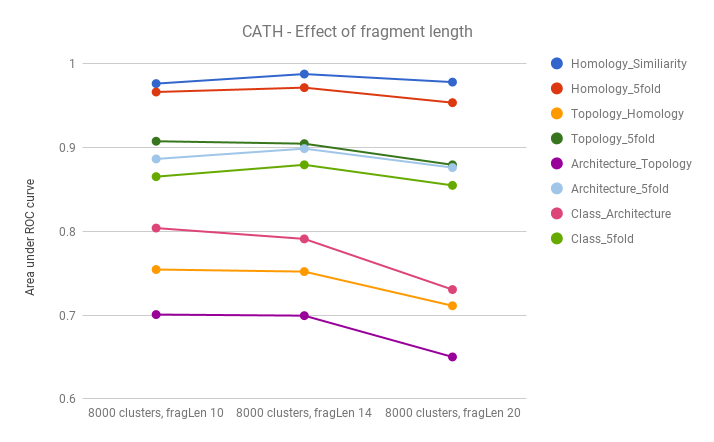 CATH - Effect of fragment length
Area under ROC curve
1
0.9
0.8
0.7
0.6
8000 clusters, fragLen 10
8000 clusters, fragLen 14
8000 clusters, fragLen 20
Homology_Similiarity
Homology_5fold
Topology_Homology
Topology_5fold
Architecture_Topology
Architecture_5fold
Class_Architecture
Class_5fold